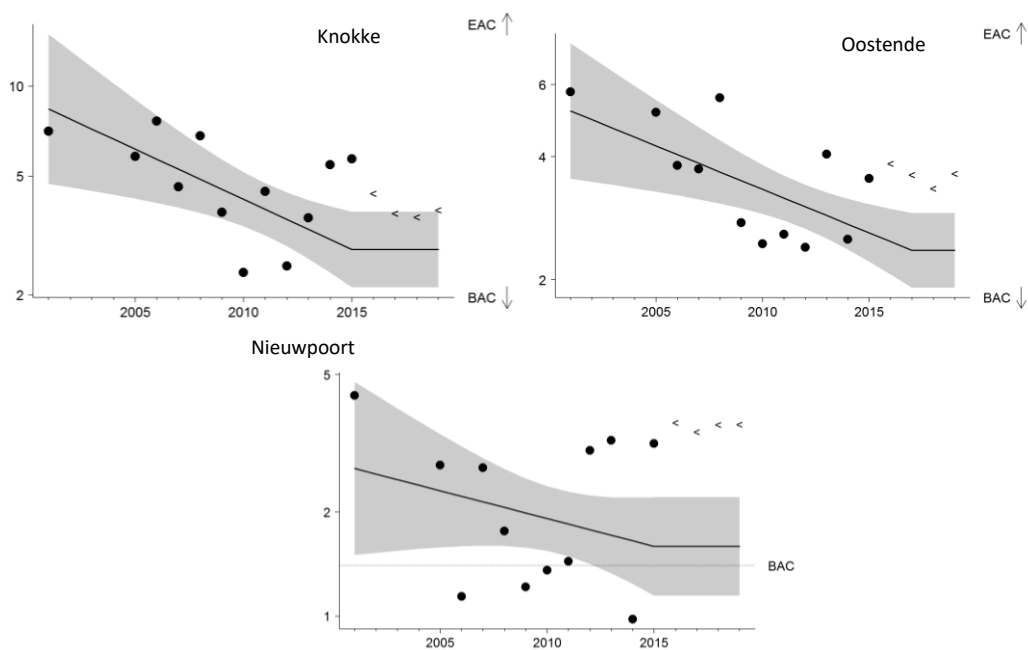 EAC ↑
Knokke
10
5
2
BAC ↓
2005 2010 2015
EAC ↑
Oostende
6
4
2
BAC ↓
2005 2010 2015
Nieuwpoort
5
2
BAC
1
2005 2010 2015
< < < <
< < < <
< < < <